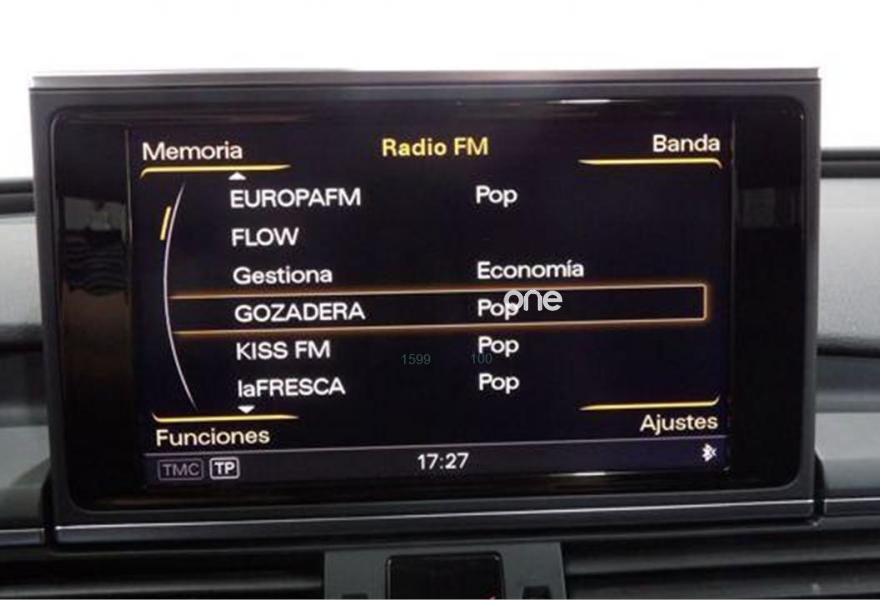 Memoria Radio FM Banda
EUROPAFM Pop
FLOW
Gestiona Economía
GOZADERA Pop
one
KISS FM Pop
1599 100
laFRESCA Pop
Funciones Ajustes
TMC TP 17:27